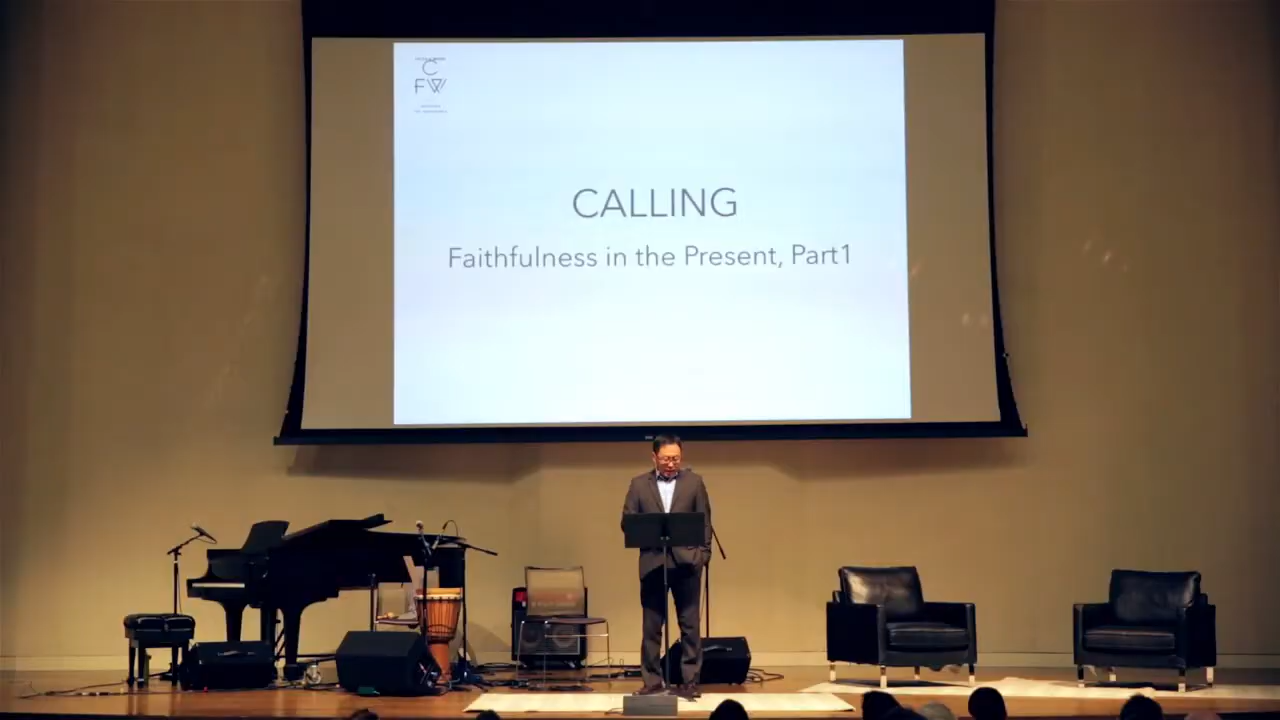 C
FW
CALLING
Faithfulness in the Present, Part1